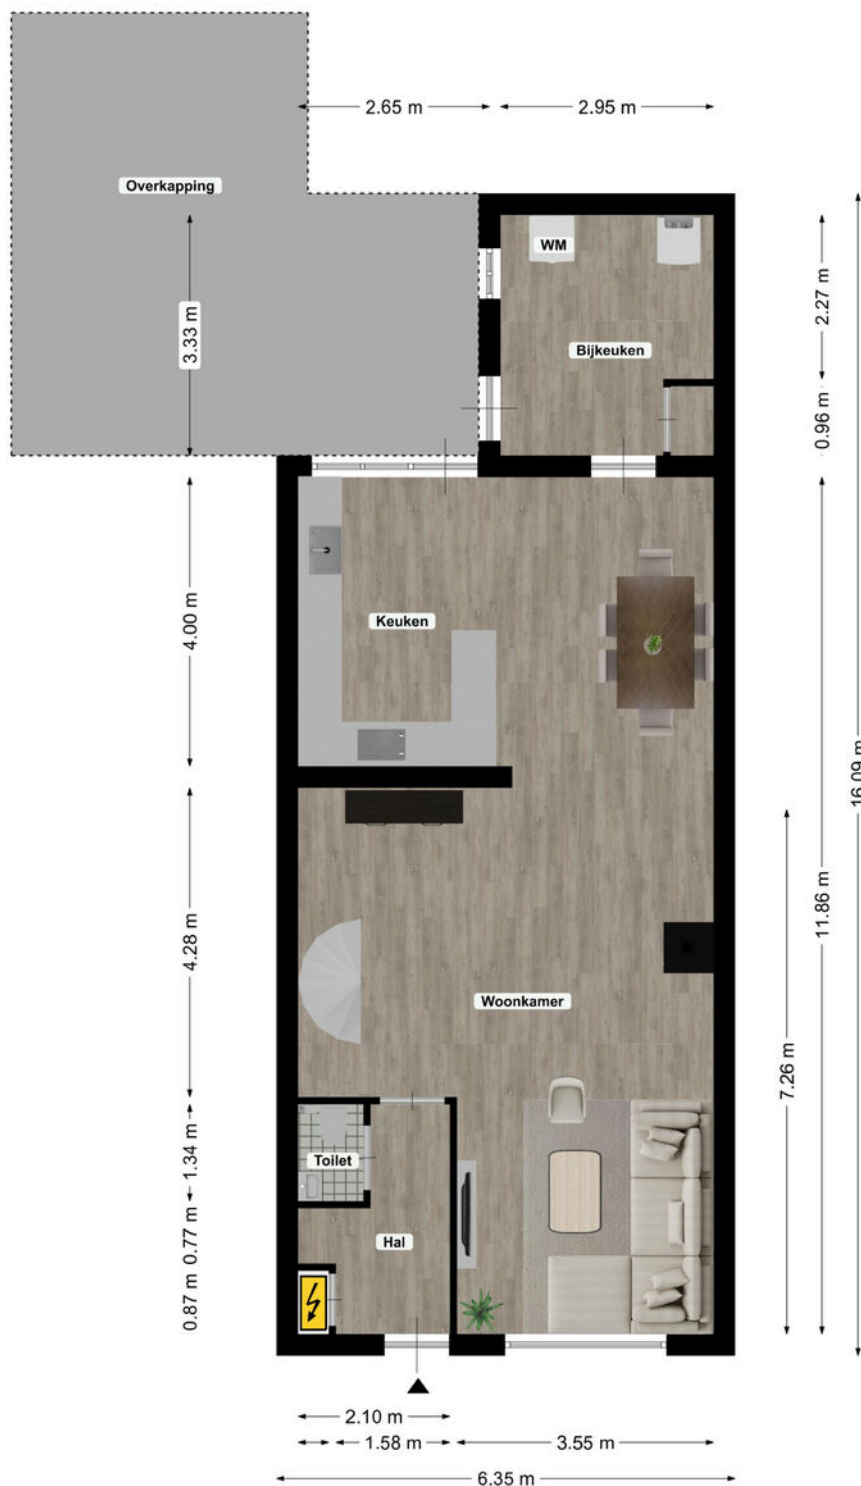 2.65 m
2.95 m
Overkapping
WM
2.27 m
3.33 m
Bijkeuken
0.96 m
4.00 m
Keuken
16.09 m
11.86 m
4.28 m
Woonkamer
7.26 m
1.34 m
Toilet
0.77 m
Hal
0.87 m
2.10 m
1.58 m
3.55 m
6.35 m